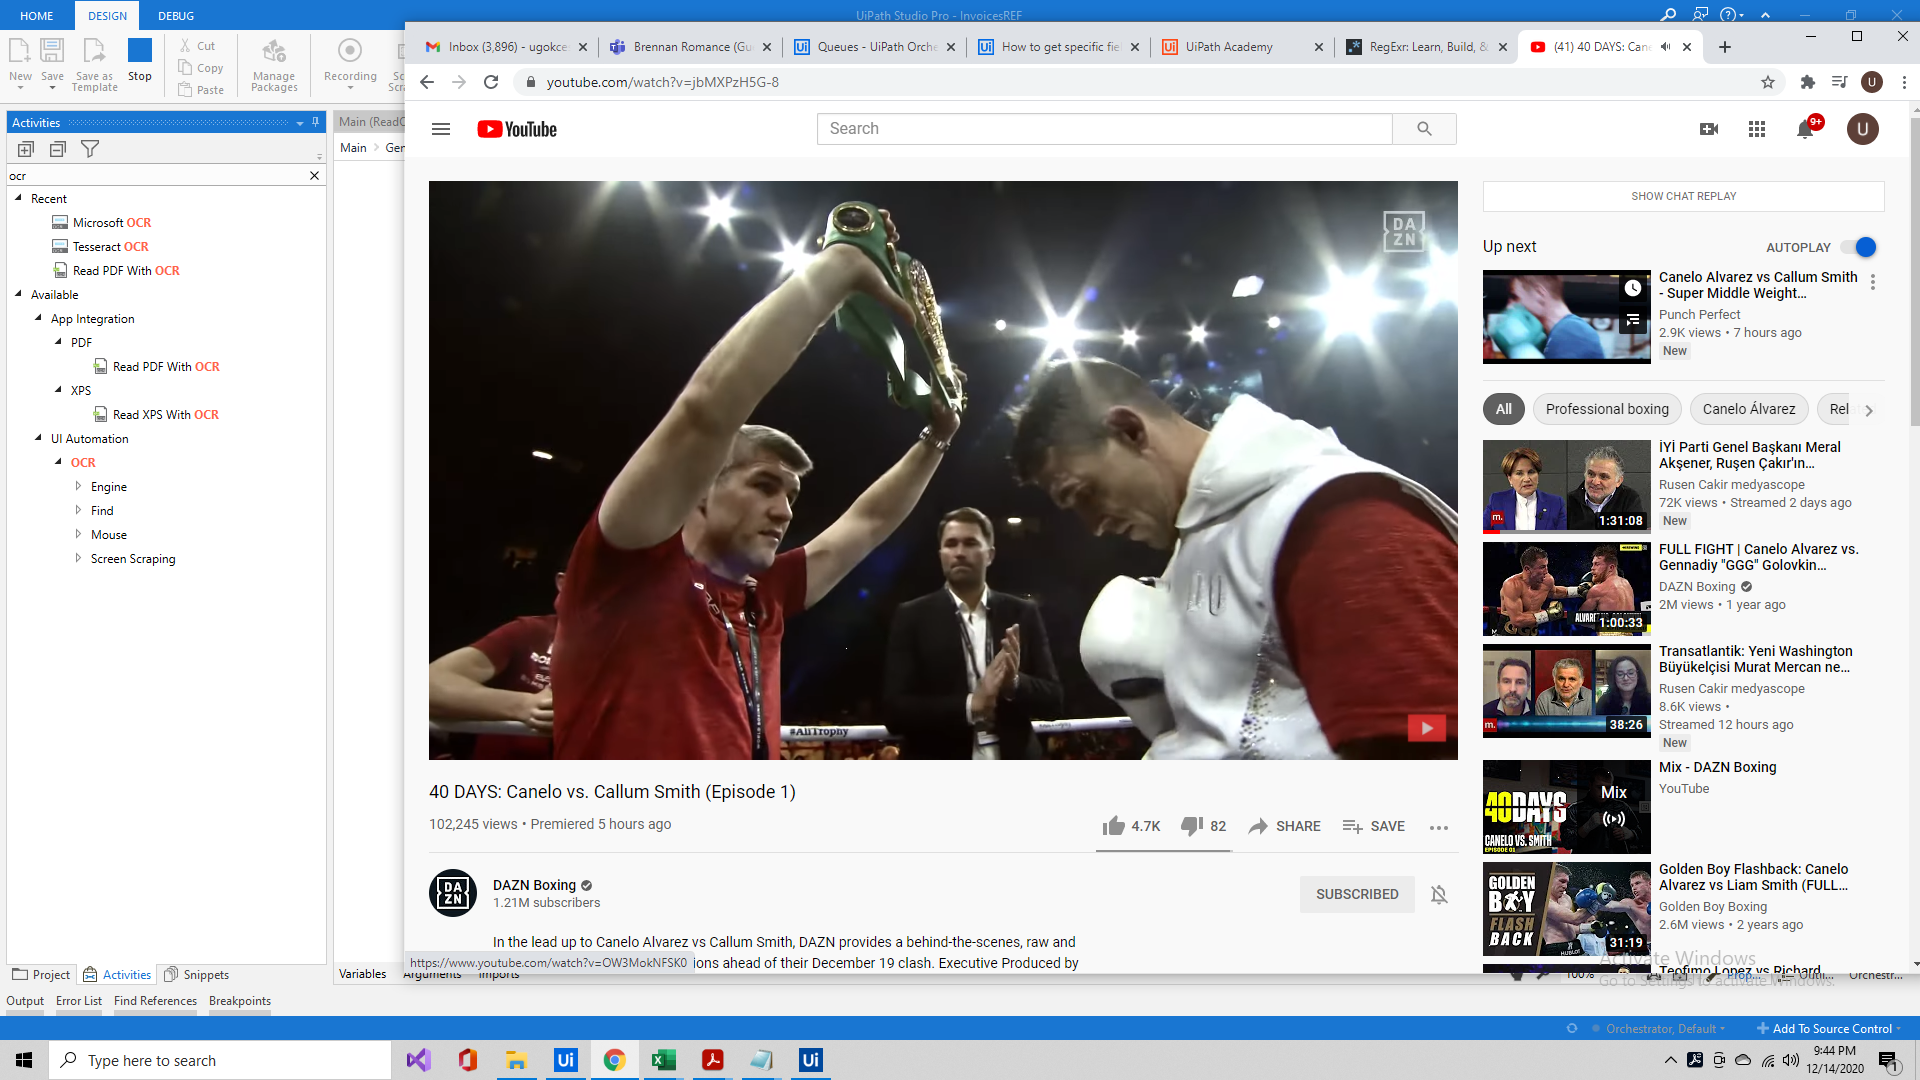 HOME DESIGN DEBUG
UiPath Studio Pro - InvoicesREF
New Save Save as Template Stop
Cut
Copy
Paste
Manage Packages
Recording
Activities
ocr
Recent
Microsoft OCR
Tesseract OCR
Read PDF With OCR
Available
App Integration
PDF
Read PDF With OCR
XPS
Read XPS With OCR
UI Automation
OCR
Engine
Find
Mouse
Screen Scraping
Project Activities Snippets
Output Error List Find References Breakpoints
Main
Variables Arguments Imports
100%
Inbox (3,896) - ugokce
Brennan Romance (Gu
Queues - UiPath Orche
How to get specific fie
UiPath Academy
RegExr: Learn, Build, &
(41) 40 DAYS: Can
youtube.com/watch?v=jbMXPzH5G-8
U
YouTube
Search
9+
U
DAZN
#AliTrophy
40 DAYS: Canelo vs. Callum Smith (Episode 1)
102,245 views • Premiered 5 hours ago
4.7K 82 SHARE SAVE
DAZN
DAZN Boxing
1.21M subscribers
SUBSCRIBED
In the lead up to Canelo Alvarez vs Callum Smith, DAZN provides a behind-the-scenes, raw and
ions ahead of their December 19 clash. Executive Produced by
https://www.youtube.com/watch?v=OW3MokNFSK0
SHOW CHAT REPLAY
Up next
AUTOPLAY
Canelo Alvarez vs Callum Smith
- Super Middle Weight...
Punch Perfect
2.9K views • 7 hours ago
New
All Professional boxing Canelo Álvarez Rel
İYİ Parti Genel Başkanı Meral
Akşener, Ruşen Çakır'ın...
Rusen Cakir medyascope
72K views • Streamed 2 days ago
New
m.
1:31:08
FULL FIGHT | Canelo Alvarez vs.
Gennadiy "GGG" Golovkin...
DAZN Boxing
2M views • 1 year ago
1:00:33
Transatlantik: Yeni Washington
Büyükelçisi Murat Mercan ne...
Rusen Cakir medyascope
8.6K views •
Streamed 12 hours ago
New
m.
38:26
Mix - DAZN Boxing
YouTube
40DAYS
CANELO VS. SMITH
EPISODE 01
Mix
Golden Boy Flashback: Canelo
Alvarez vs Liam Smith (FULL...
Golden Boy Boxing
2.6M views • 2 years ago
GOLDEN
BOY
FLASH
BACK
31:19
Teofimo Lopez vs Richard
Activate Windows
Go to Settings to activate Windows.
Orchestrator, Default
Add To Source Control
Type here to search
9:44 PM
12/14/2020
1